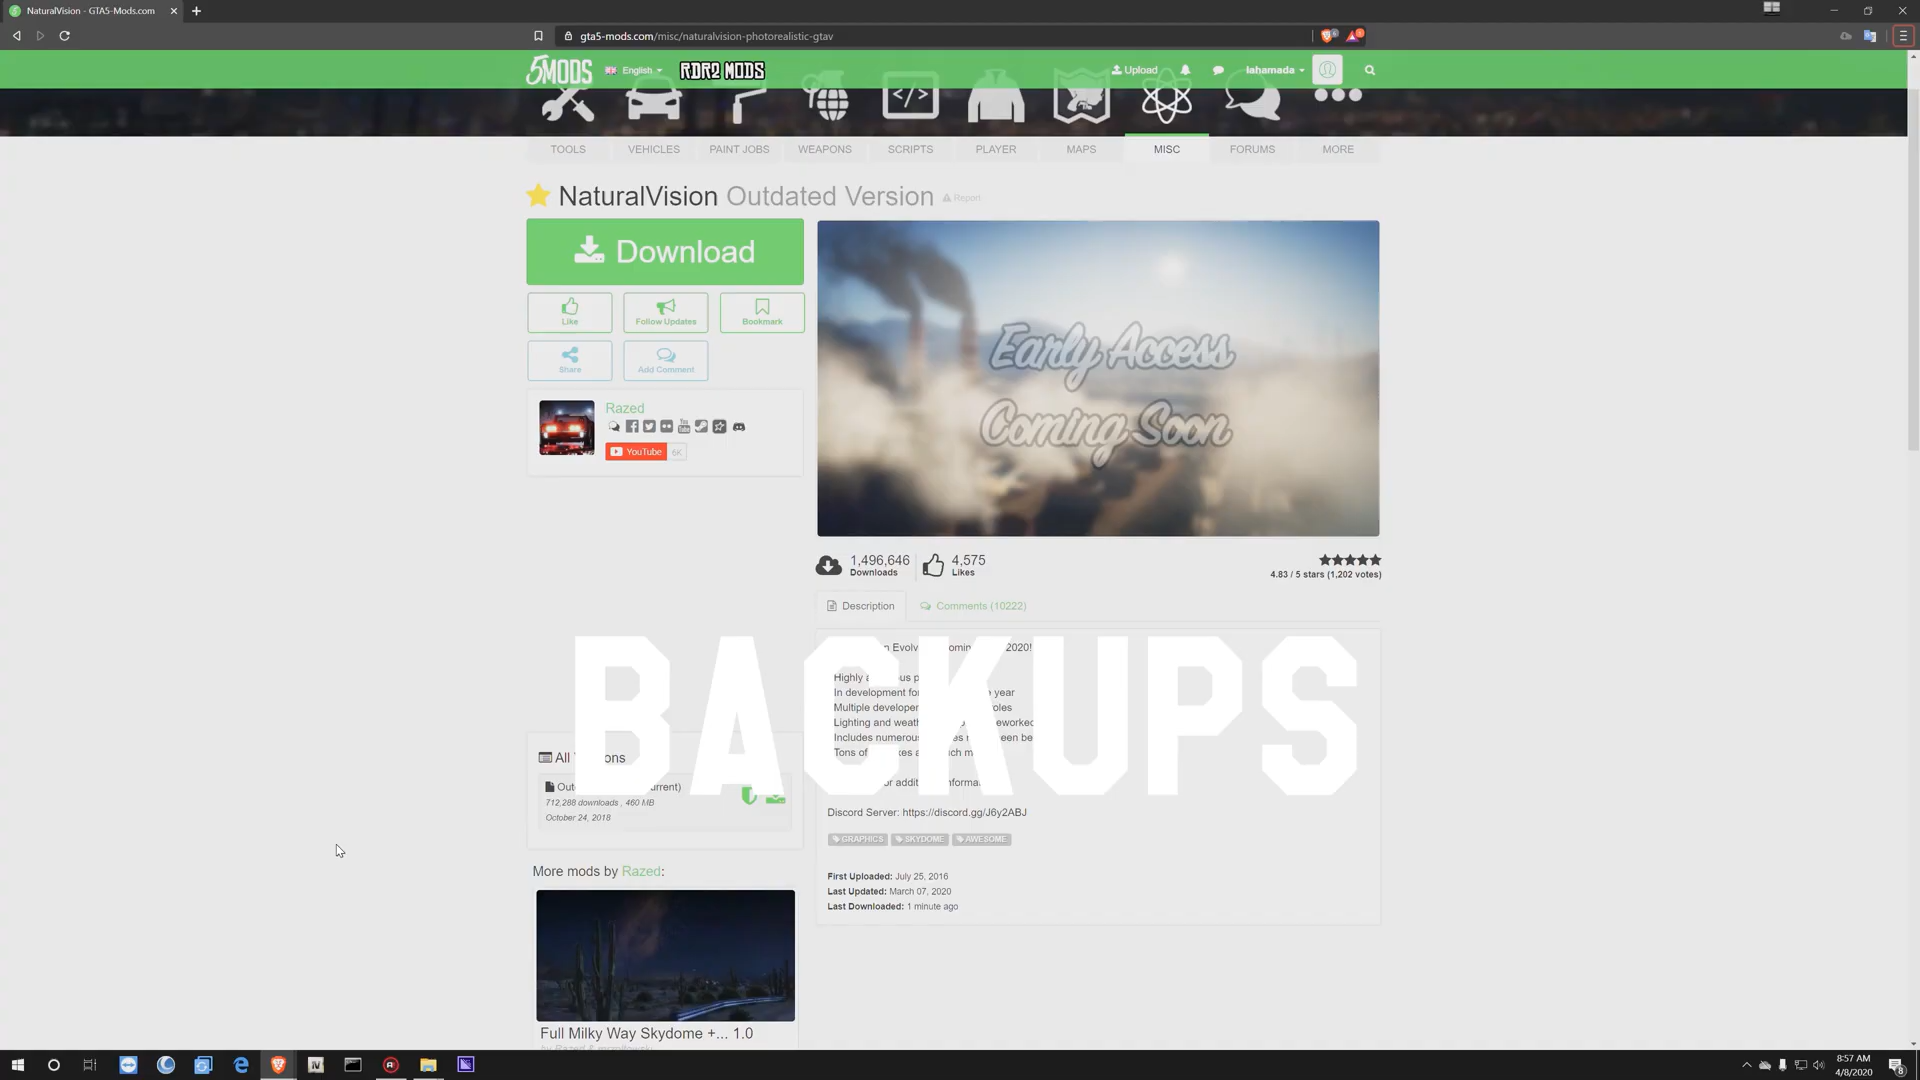 NaturalVision - GTA5-Mods.com
gta5-mods.com/misc/naturalvision-photorealistic-gtav
5MODS
English
RDR2 MODS
Upload
lahamada
TOOLS
VEHICLES
PAINT JOBS
WEAPONS
SCRIPTS
PLAYER
MAPS
MISC
FORUMS
MORE
NaturalVision Outdated Version Report
Download
Like
Follow Updates
Bookmark
Share
Add Comment
Razed
YouTube 6K
Early Access
Coming Soon
1,496,646
Downloads
4,575
Likes
4.83 / 5 stars (1,202 votes)
Description
Comments (10222)
2020!
Highly
In development for year
Multiple
Lighting and
Includes
Tons of
BACKUPS
Discord Server: https://discord.gg/J6y2ABJ
GRAPHICS
SKYDOME
AWESOME
First Uploaded: July 25, 2016
Last Updated: March 07, 2020
Last Downloaded: 1 minute ago
All
712,288 downloads , 460 MB
October 24, 2018
More mods by Razed:
Full Milky Way Skydome +... 1.0
8:57 AM
4/8/2020